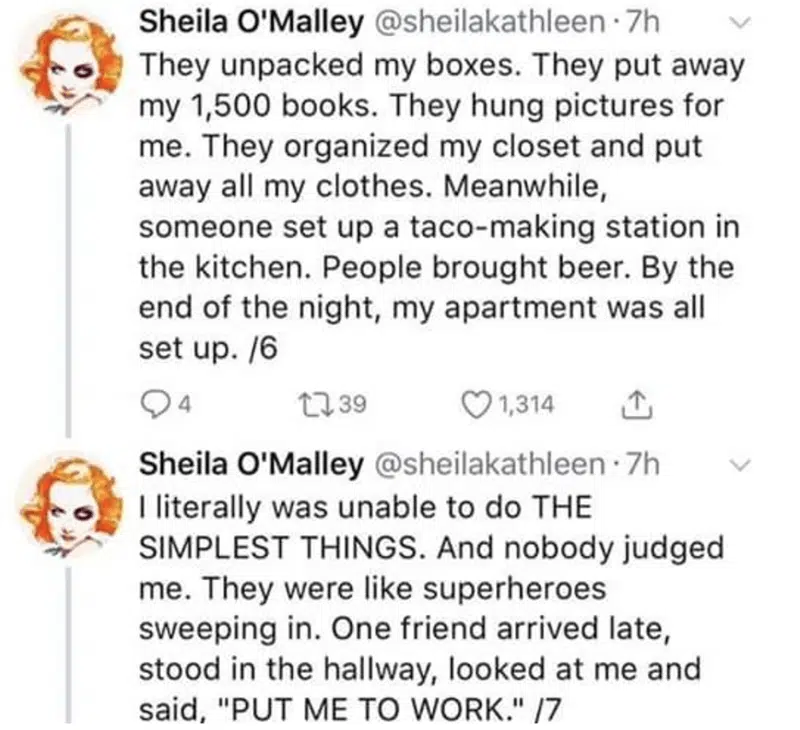 Sheila O'Malley @sheilakathleen · 7h
They unpacked my boxes. They put away
my 1,500 books. They hung pictures for
me. They organized my closet and put
away all my clothes. Meanwhile,
someone set up a taco-making station in
the kitchen. People brought beer. By the
end of the night, my apartment was all
set up. /6
4 39 1,314
Sheila O'Malley @sheilakathleen · 7h
I literally was unable to do THE
SIMPLEST THINGS. And nobody judged
me. They were like superheroes
sweeping in. One friend arrived late,
stood in the hallway, looked at me and
said, "PUT ME TO WORK." /7